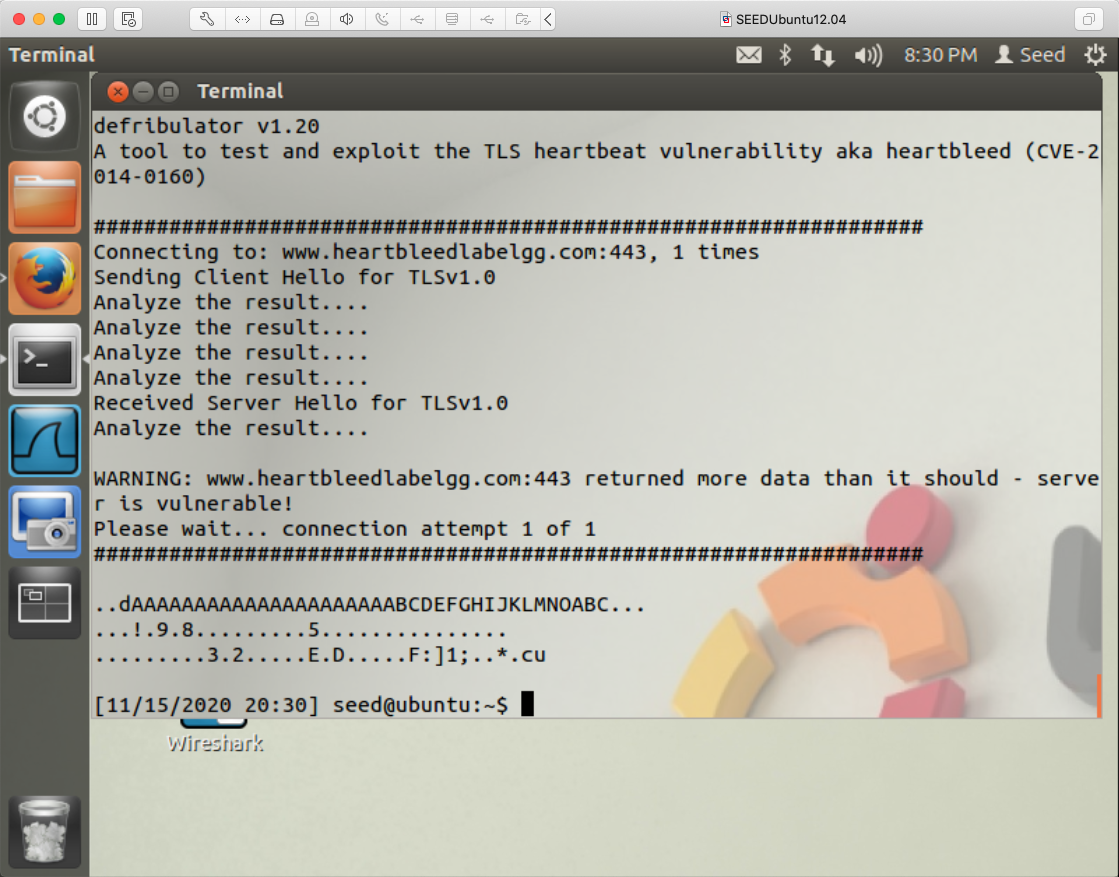 SEEDUbuntu12.04
Terminal
8:30 PM
Seed
Terminal
defribulator v1.20
A tool to test and exploit the TLS heartbeat vulnerability aka heartbleed (CVE-2
014-0160)
##################################################################
Connecting to: www.heartbleedlabelgg.com:443, 1 times
Sending Client Hello for TLSv1.0
Analyze the result....
Analyze the result....
Analyze the result....
Analyze the result....
Received Server Hello for TLSv1.0
Analyze the result....
WARNING: www.heartbleedlabelgg.com:443 returned more data than it should - serve
r is vulnerable!
Please wait... connection attempt 1 of 1
##################################################################
..dAAAAAAAAAAAAAAAAAAAAABCDEFGHIJKLMNOABC...
...!.9.8.........5...............
.........3.2.....E.D.....F:]1;..*.cu
[11/15/2020 20:30] seed@ubuntu:~$
Wireshark